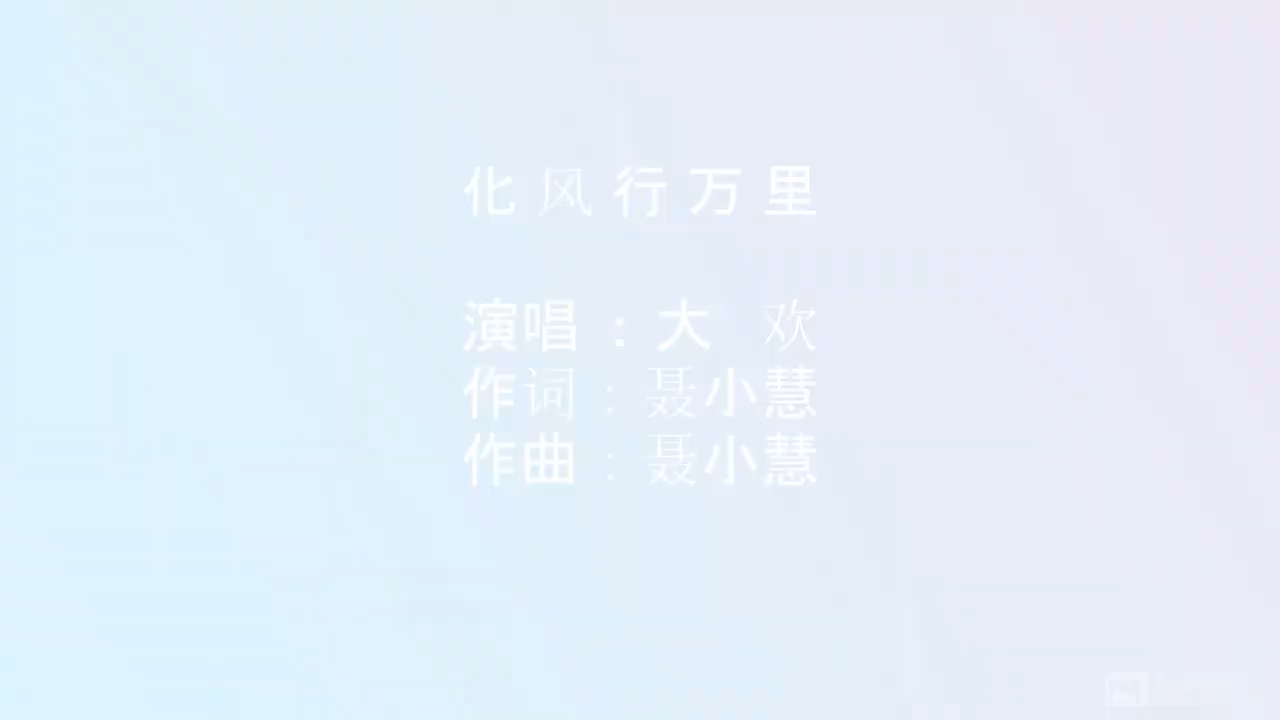 化风行万里
演唱：大 欢
作词：聂小慧
作曲：聂小慧